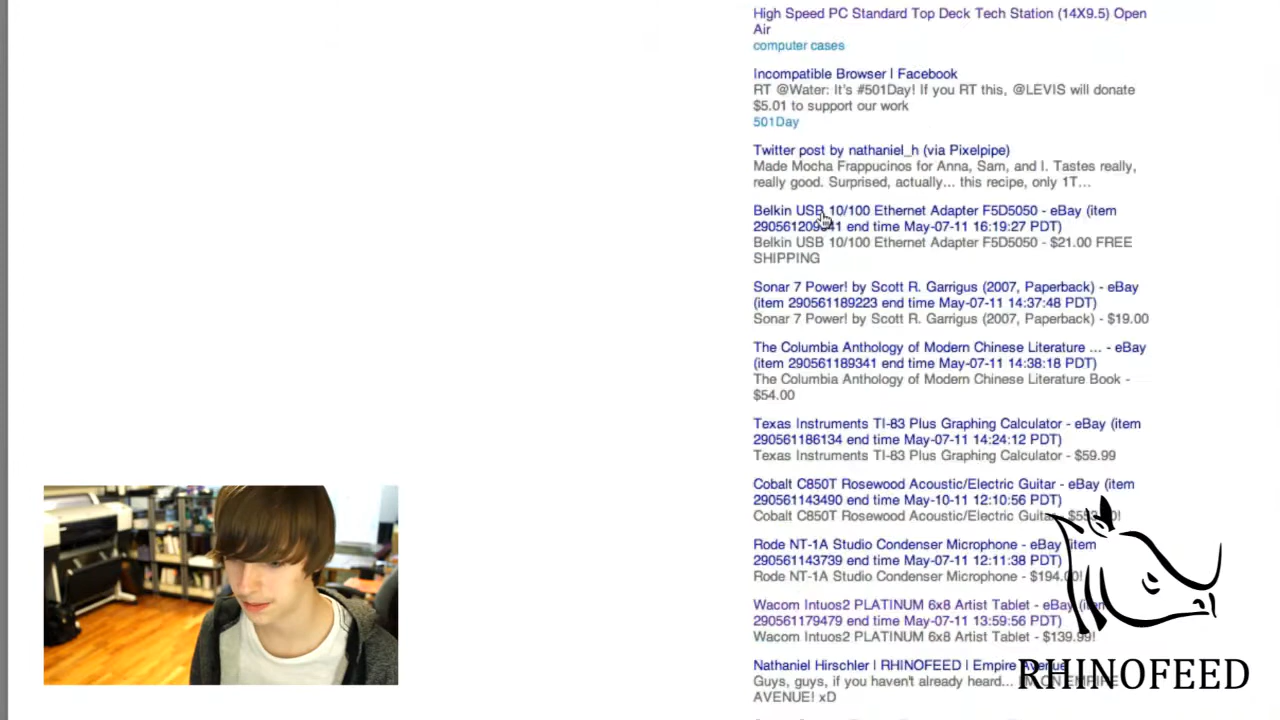 High Speed PC Standard Top Deck Tech Station (14X9.5) Open
Air
computer cases
Incompatible Browser | Facebook
RT @Water: It's #501Day! If you RT this, @LEVIS will donate
$5.01 to support our work
501Day
Twitter post by nathaniel_h (via Pixelpipe)
Made Mocha Frappucinos for Anna, Sam, and I. Tastes really,
really good. Surprised, actually... this recipe, only 1T...
Belkin USB 10/100 Ethernet Adapter F5D5050 - eBay (item
end time May-07-11 16:19:27 PDT)
Belkin USB 10/100 Ethernet Adapter F5D5050 - $21.00 FREE
SHIPPING
Sonar 7 Power! by Scott R. Garrigus (2007, Paperback) - eBay
(item 290561189223 end time May-07-11 14:37:48 PDT)
Sonar 7 Power! by Scott R. Garrigus (2007, Paperback) - $19.00
The Columbia Anthology of Modern Chinese Literature ... - eBay
(item 290561189341 end time May-07-11 14:38:18 PDT)
The Columbia Anthology of Modern Chinese Literature Book -
$54.00
Texas Instruments TI-83 Plus Graphing Calculator - eBay (item
290561186134 end time May-07-11 14:24:12 PDT)
Texas Instruments TI-83 Plus Graphing Calculator - $59.99
Cobalt C850T Rosewood Acoustic/Electric Guitar - eBay (item
290561143490 end time May-10-11 12:10:56 PDT)
Cobalt C850T Rosewood Acoustic/Electric Guitar -
Rode NT-1A Studio Condenser Microphone - eBay (item
290561143739 end time May-07-11 12:11:38 PDT)
Rode NT-1A Studio Condenser Microphone - $194.00!
Wacom Intuos2 PLATINUM 6x8 Artist Tablet - eBay (item
290561179479 end time May-07-11 13:59:56 PDT)
Wacom Intuos2 PLATINUM 6x8 Artist Tablet - $139.99!
Nathaniel Hirschler | RHINOFEED | Empire Avenue
Guys, guys, if you haven't already heard... I'M ON EMPIRE
AVENUE! xD
RHINOFEED